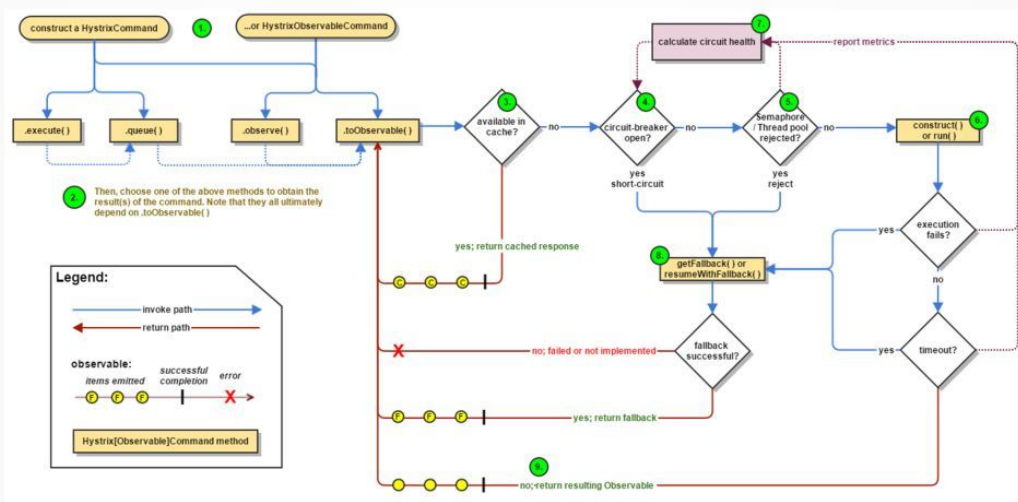 construct a HystrixCommand
1.
...or HystrixObservableCommand
7.
calculate circuit health
report metrics
.execute( )
.queue( )
.observe( )
.toObservable( )
3.
available in
cache?
no
4.
circuit-breaker
open?
no
5.
Semaphore
/ Thread pool
rejected?
no
6.
construct( )
or run( )
yes
short-circuit
yes
reject
2.
Then, choose one of the above methods to obtain the
result(s) of the command. Note that they all ultimately
depend on .toObservable( )
yes
execution
fails?
yes; return cached response
8.
getFallback( ) or
resumeWithFallback( )
no
C C C
Legend:
invoke path
return path
observable:
items emitted
successful
completion
error
F F F
X
Hystrix[Observable]Command method
X
no; failed or not implemented
fallback
successful?
yes
timeout?
F F F
yes; return fallback
9.
no; return resulting Observable